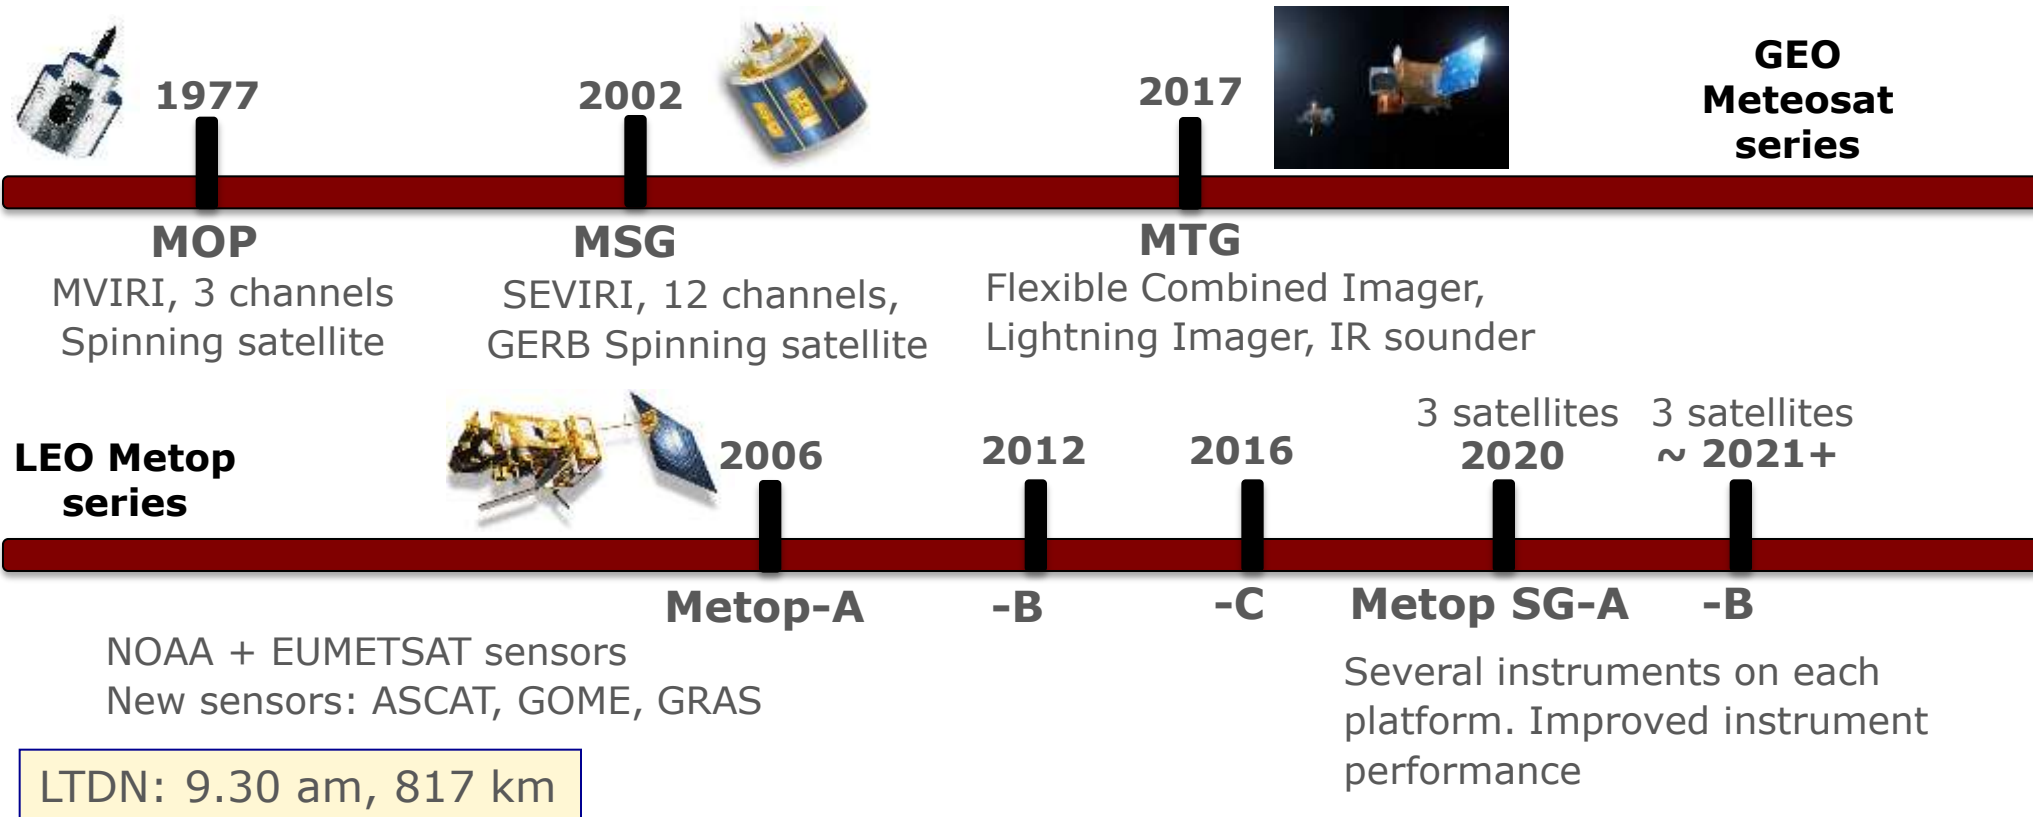 1977
2002
2017
GEO
Meteosat
series
MOP
MVIRI, 3 channels
Spinning satellite
MSG
SEVIRI, 12 channels,
GERB Spinning satellite
MTG
Flexible Combined Imager,
Lightning Imager, IR sounder
LEO Metop
series
2006
2012
2016
3 satellites
2020
3 satellites
~ 2021+
Metop-A
-B
-C
Metop SG-A
-B
NOAA + EUMETSAT sensors
New sensors: ASCAT, GOME, GRAS
Several instruments on each
platform. Improved instrument
performance
LTDN: 9.30 am, 817 km